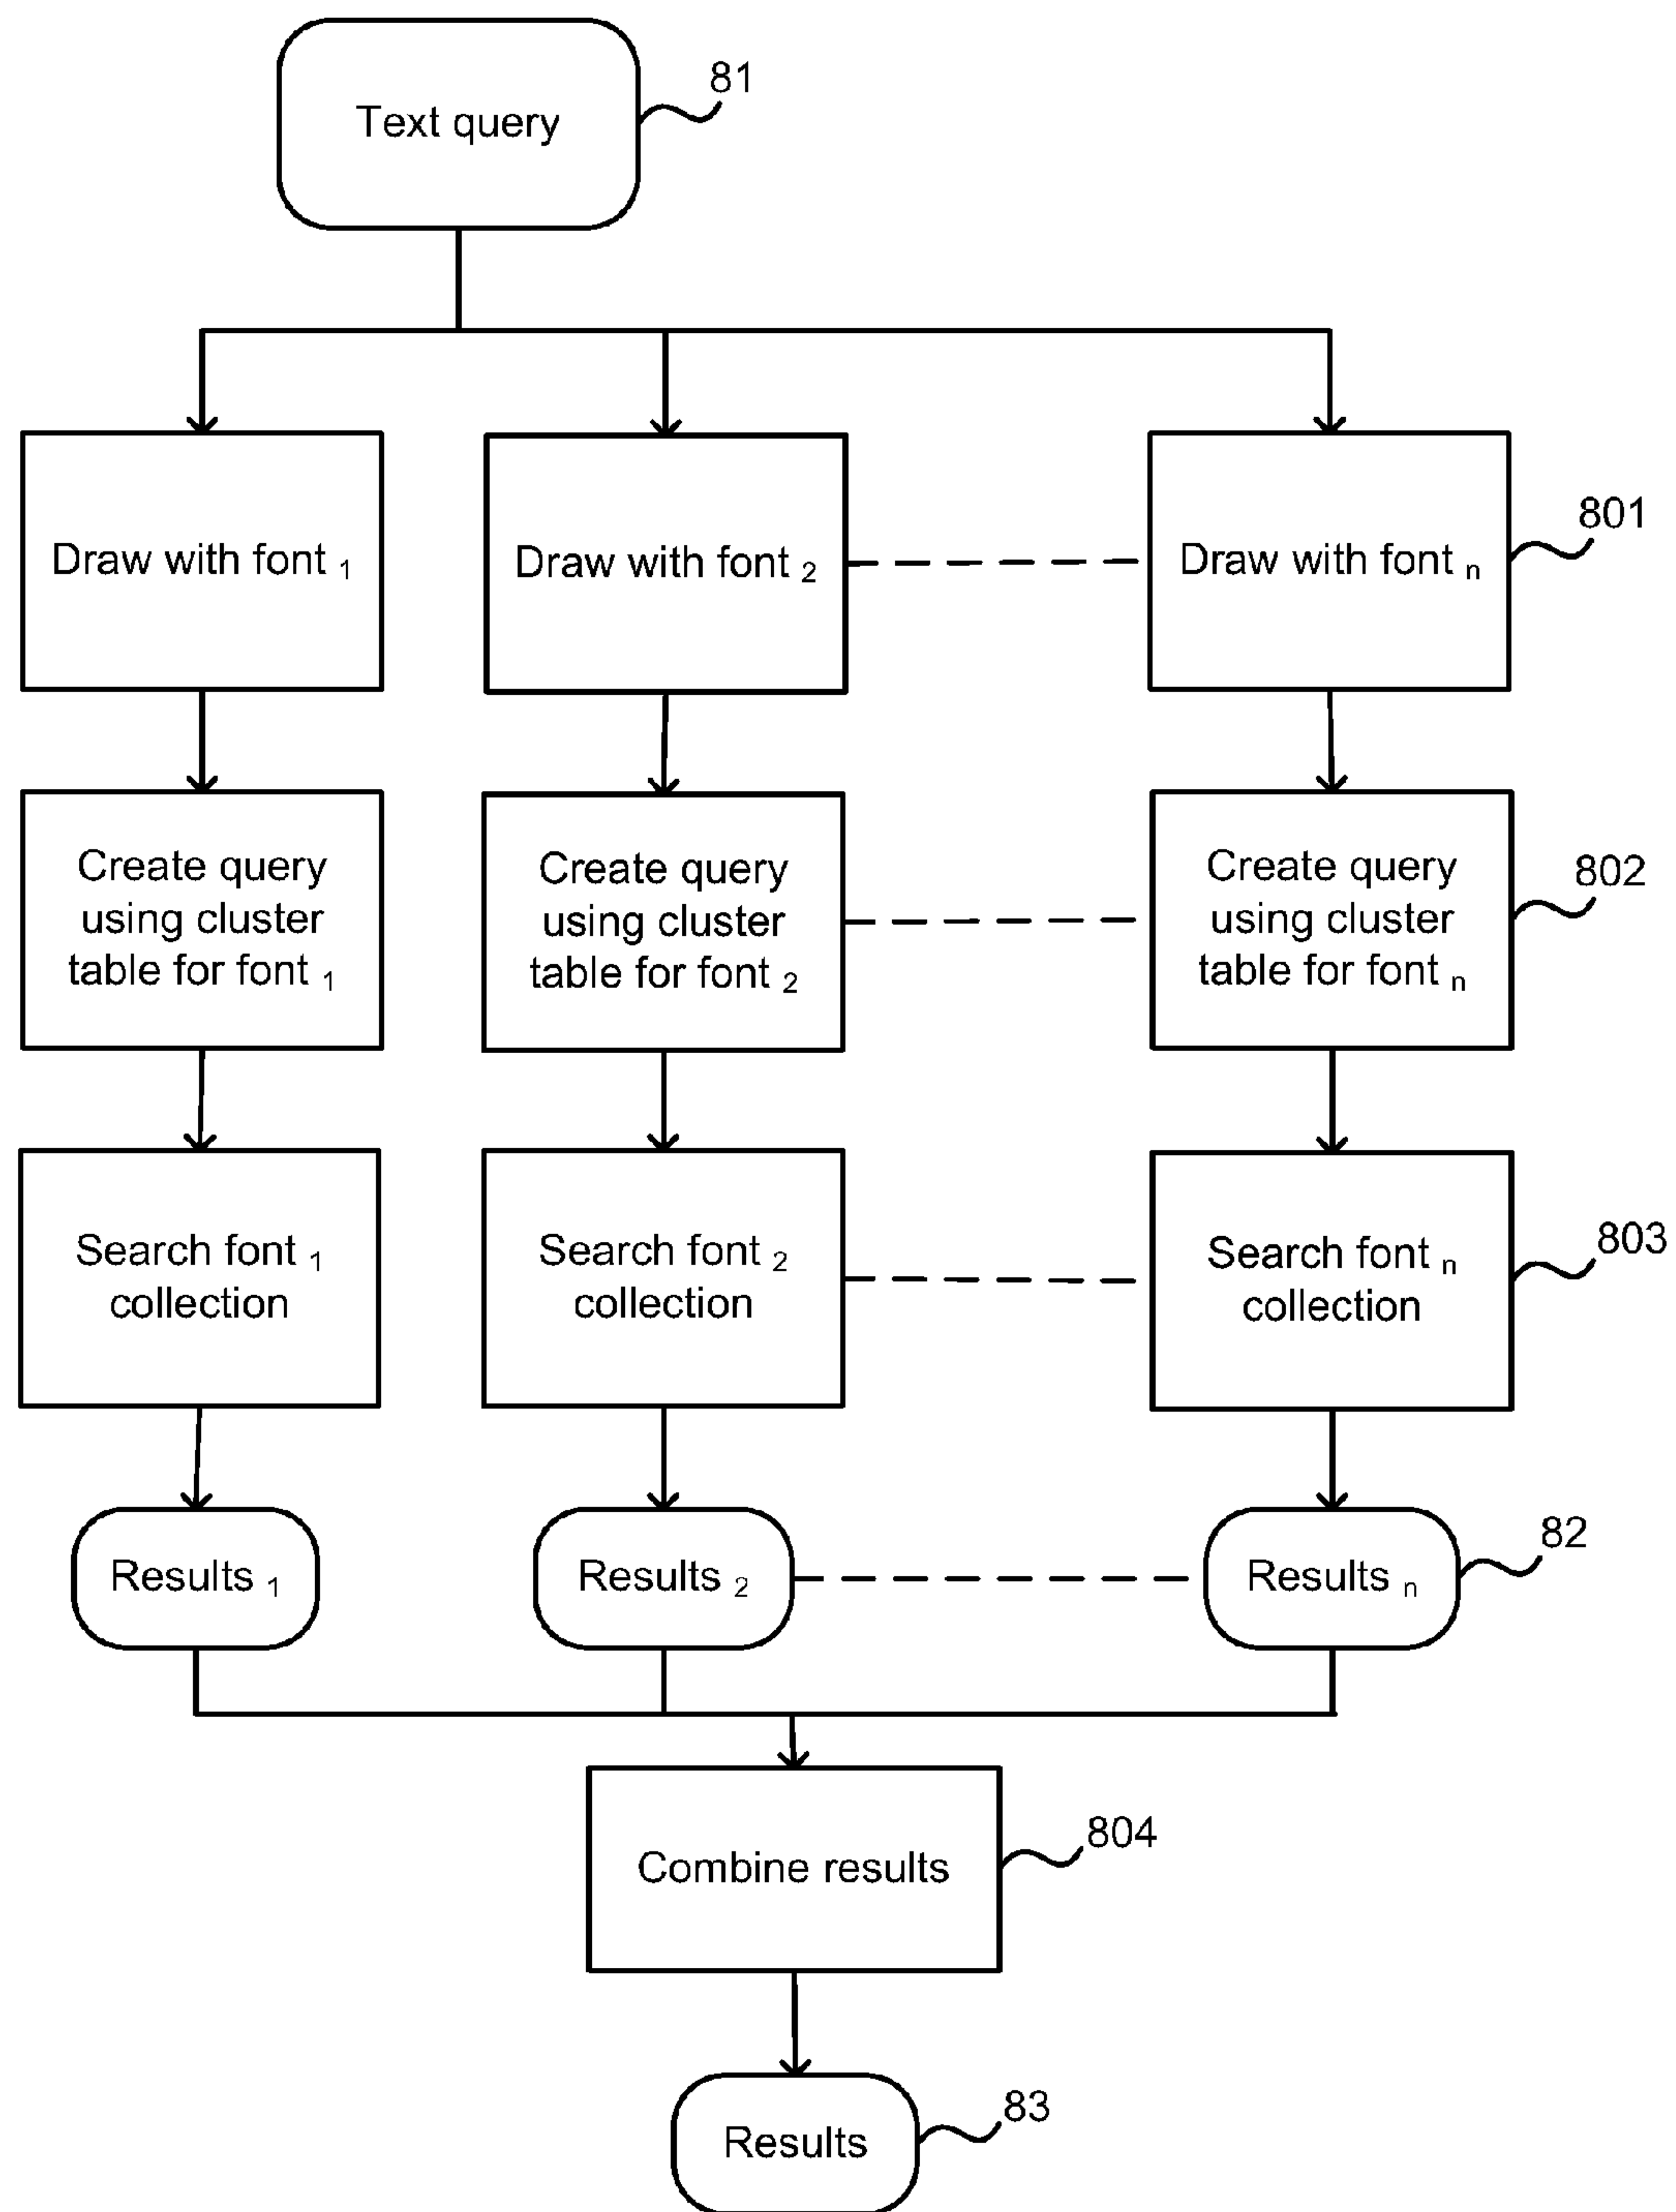 Text query
81
Draw with font 1
Draw with font 2
Draw with font n
801
Create query
using cluster
table for font 1
Create query
using cluster
table for font 2
Create query
using cluster
table for font n
802
Search font 1
collection
Search font 2
collection
Search font n
collection
803
Results 1
Results 2
Results n
82
Combine results
804
Results
83